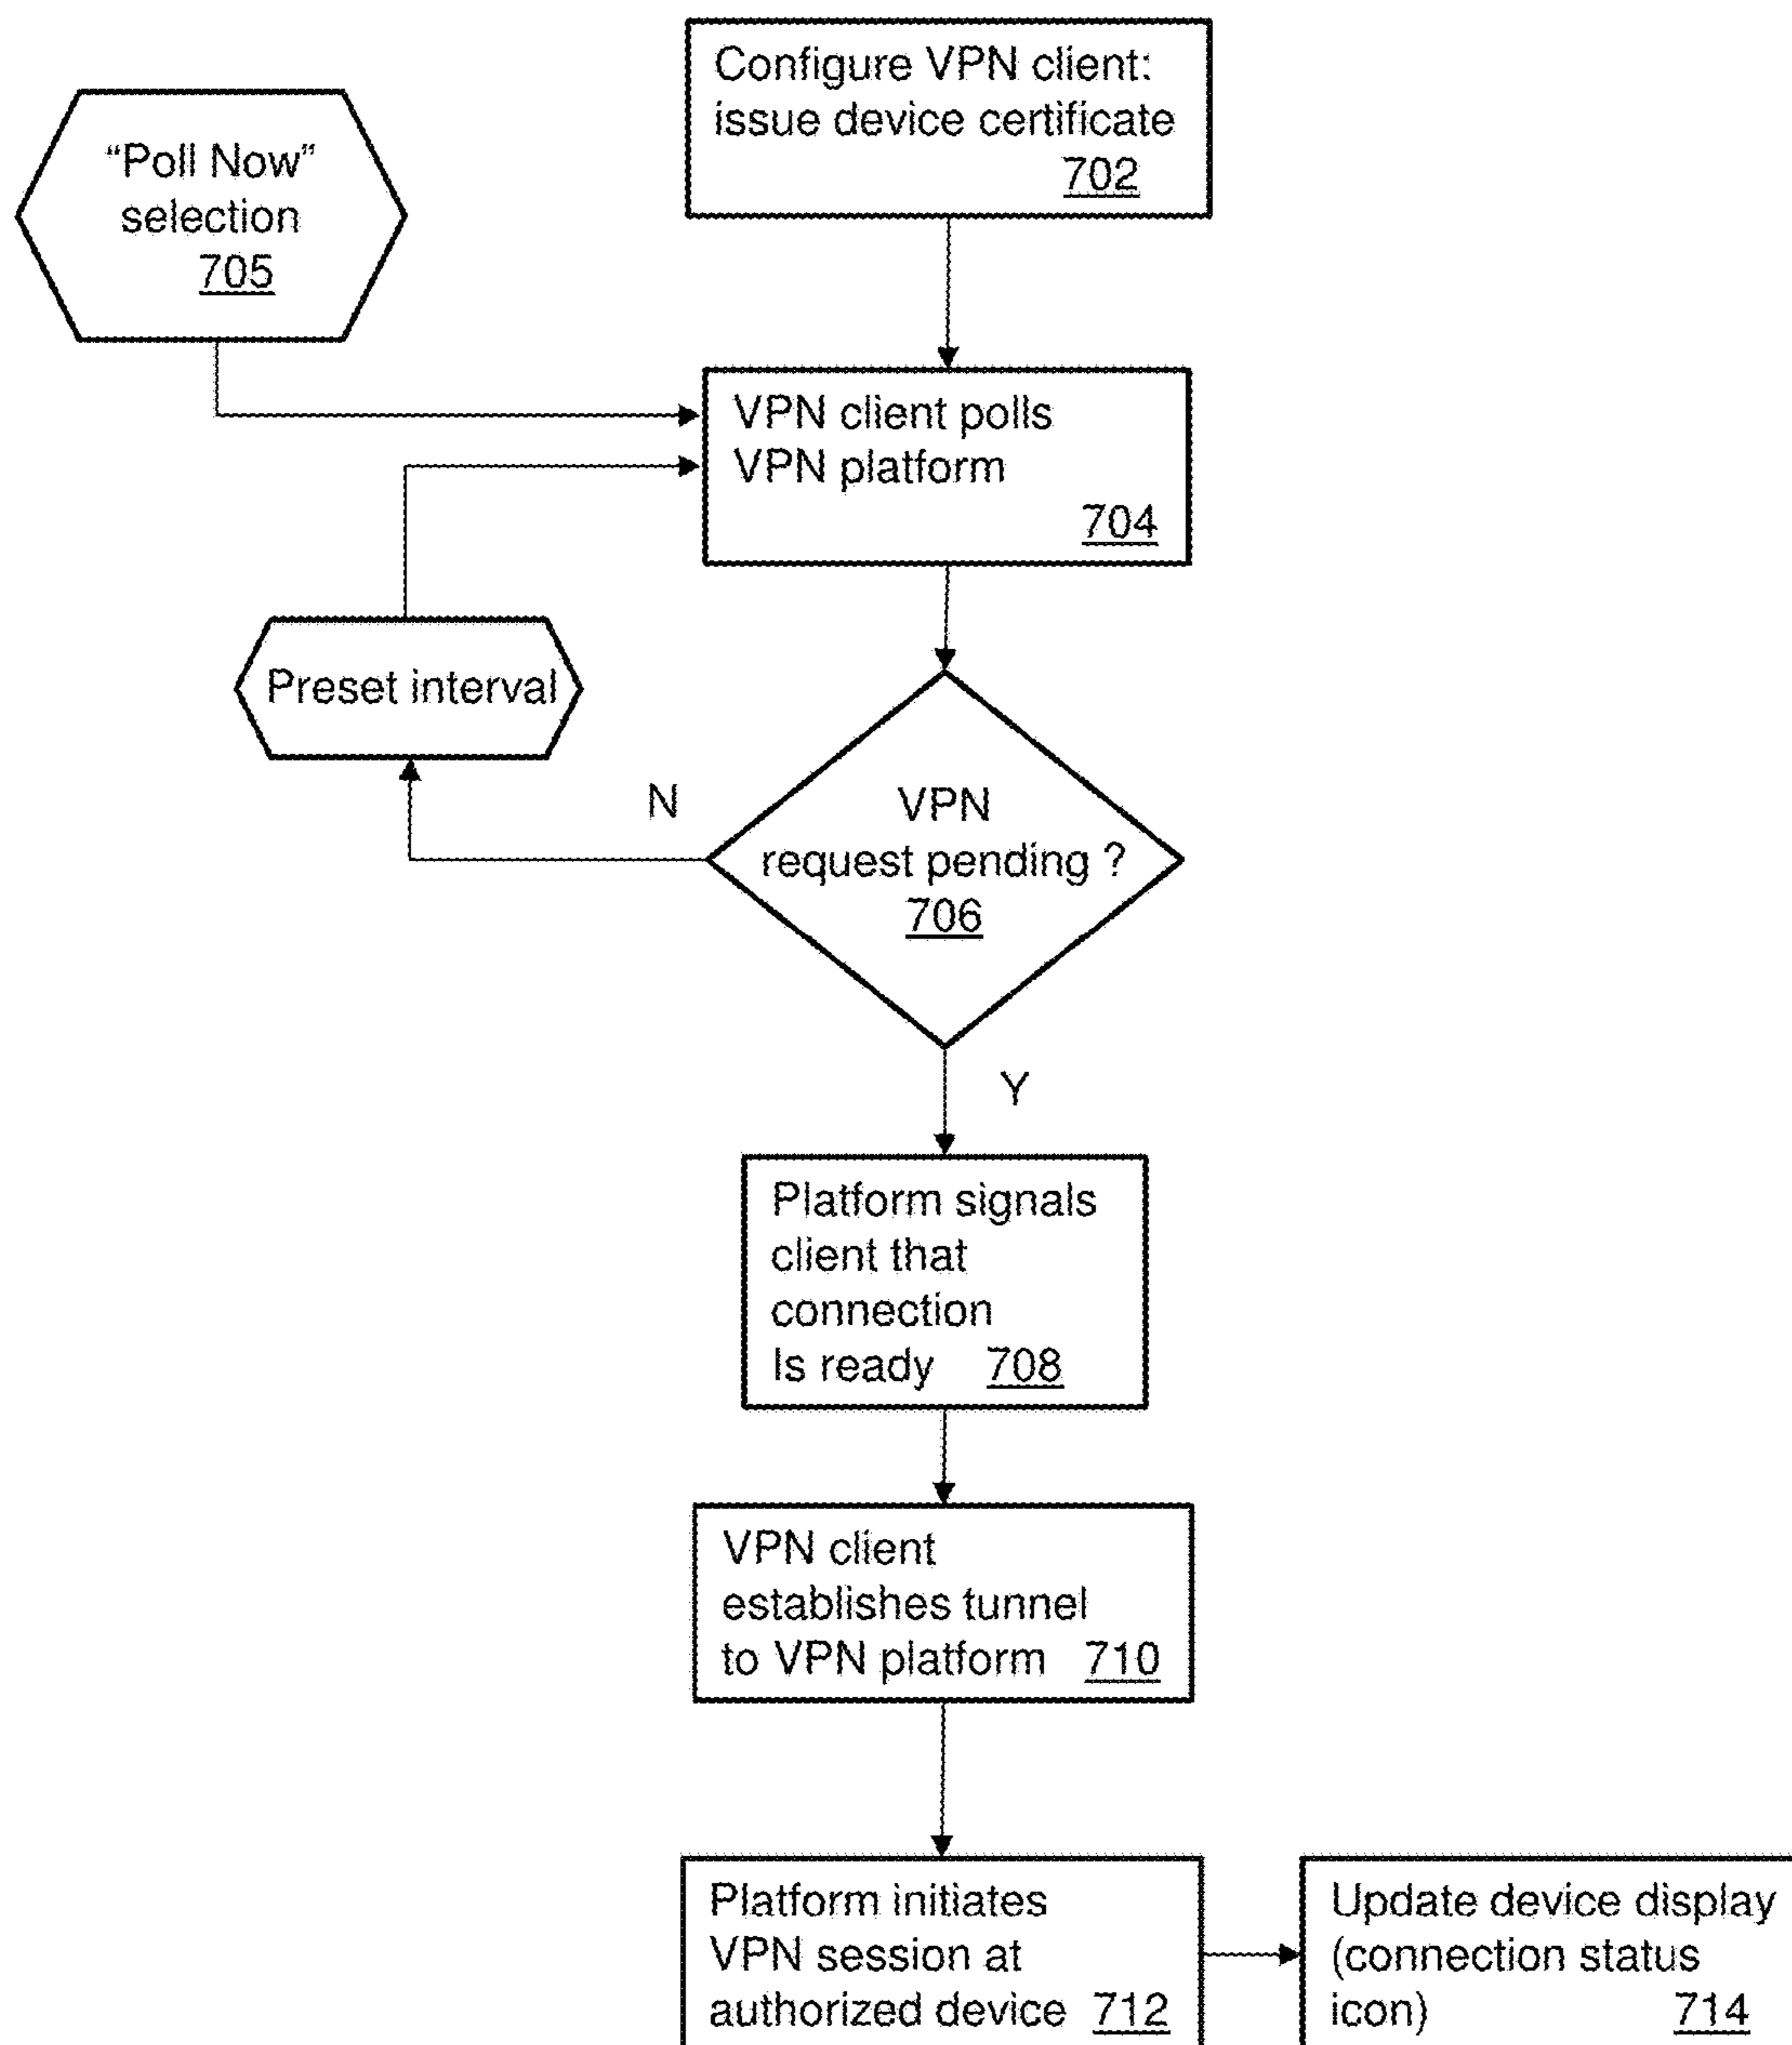 Configure VPN client:
issue device certificate
702
“Poll Now”
selection
705
VPN client polls
VPN platform
704
Preset interval
N
VPN
request pending ?
706
Y
Platform signals
client that
connection
Is ready 708
VPN client
establishes tunnel
to VPN platform 710
Platform initiates
VPN session at
authorized device 712
Update device display
(connection status
icon) 714